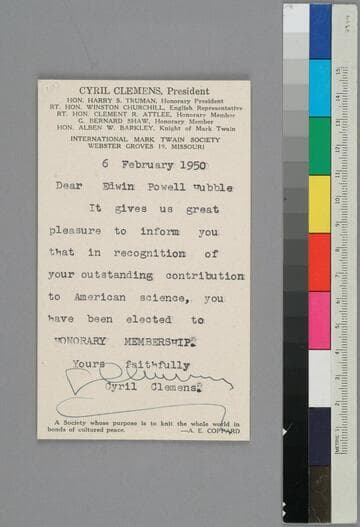 CYRIL CLEMENS, President
HON. HARRY S. TRUMAN, Honorary President
RT. HON. WINSTON CHURCHILL, English Representative
RT. HON. CLEMENT R. ATTLEE, Honorary Member
G. BERNARD SHAW, Honorary Member
HON. ALBEN W. BARKLEY, Knight of Mark Twain
INTERNATIONAL MARK TWAIN SOCIETY
WEBSTER GROVES 19, MISSOURI
6 February 1950
Dear Edwin Powell Hubble
It gives us great
pleasure to inform you
that in recognition of
your outstanding contribution
to American science, you
have been elected to
HONORARY MEMBERSHIP.
Yours faithfully
Cyril Clemens.
A Society whose purpose is to knit the whole world in
bonds of cultured peace. —A. E. COPPARD